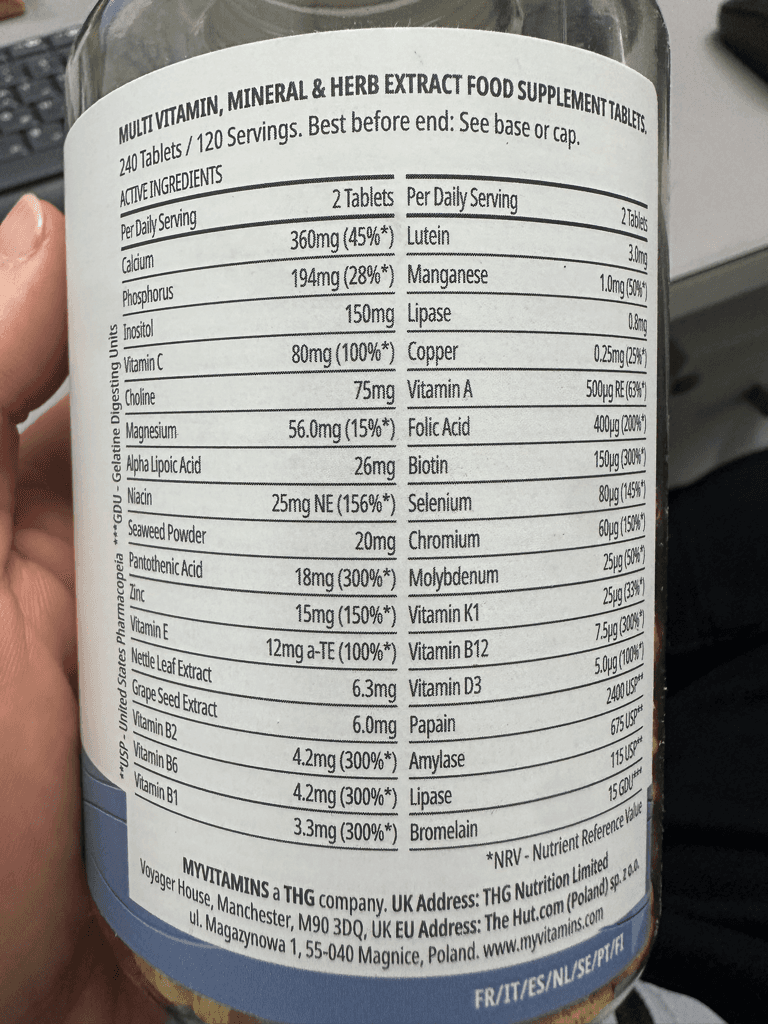 MULTI VITAMIN, MINERAL & HERB EXTRACT FOOD SUPPLEMENT TABLETS.
240 Tablets / 120 Servings. Best before end: See base or cap.
ACTIVE INGREDIENTS
Per Daily Serving 2 Tablets
Calcium 360mg (45%*)
Phosphorus 194mg (28%*)
Inositol 150mg
Vitamin C 80mg (100%*)
Choline 75mg
Magnesium 56.0mg (15%*)
Alpha Lipoic Acid 26mg
Niacin 25mg NE (156%*)
Seaweed Powder 20mg
Pantothenic Acid 18mg (300%*)
Zinc 15mg (150%*)
Vitamin E 12mg a-TE (100%*)
Nettle Leaf Extract 6.3mg
Grape Seed Extract 6.0mg
Vitamin B2 4.2mg (300%*)
Vitamin B6 4.2mg (300%*)
Vitamin B1 3.3mg (300%*)
Per Daily Serving 2 Tablets
Lutein 3.0mg
Manganese 1.0mg (50%*)
Lipase 0.8mg
Copper 0.25mg (25%*)
Vitamin A 500µg RE (63%*)
Folic Acid 400µg (200%*)
Biotin 150µg (300%*)
Selenium 80µg (145%*)
Chromium 60µg (150%*)
Molybdenum 25µg (50%*)
Vitamin K1 25µg (33%*)
Vitamin B12 7.5µg (300%*)
Vitamin D3 5.0µg (100%*)
Papain 2400 USP**
Amylase 675 USP**
Lipase 115 USP**
Bromelain 15 GDU***
*NRV - Nutrient Reference Value
**USP - United States Pharmacopeia ***GDU - Gelatine Digesting Units
MYVITAMINS a THG company. UK Address: THG Nutrition Limited
Voyager House, Manchester, M90 3DQ, UK EU Address: The Hut.com (Poland) sp. z o.o.
ul. Magazynowa 1, 55-040 Magnice, Poland. www.myvitamins.com
FR/IT/ES/NL/SE/PT/FI